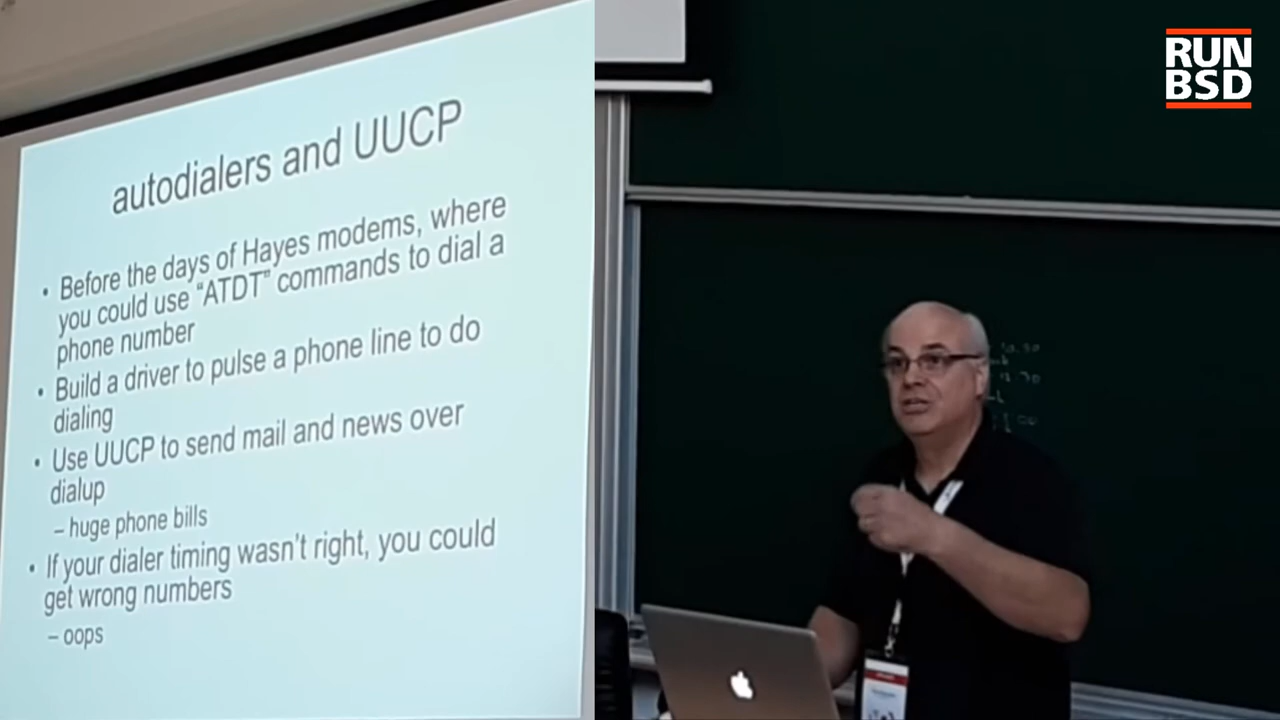 autodialers and UUCP
• Before the days of Hayes modems, where
you could use “ATDT” commands to dial a
phone number
• Build a driver to pulse a phone line to do
dialing
• Use UUCP to send mail and news over
dialup
– huge phone bills
• If your dialer timing wasn’t right, you could
get wrong numbers
– oops
RUN
BSD